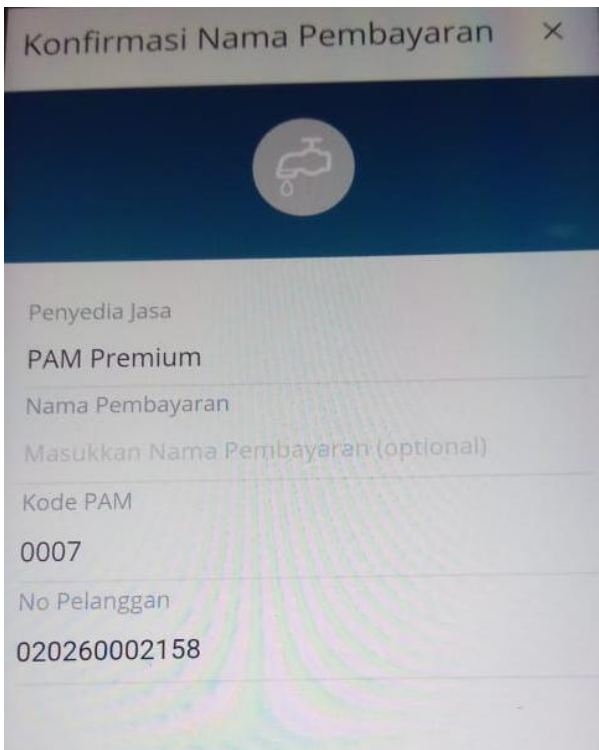 Konfirmasi Nama Pembayaran
Penyedia Jasa
PAM Premium
Nama Pembayaran
Masukkan Nama Pembayaran (optional)
Kode PAM
0007
No Pelanggan
020260002158